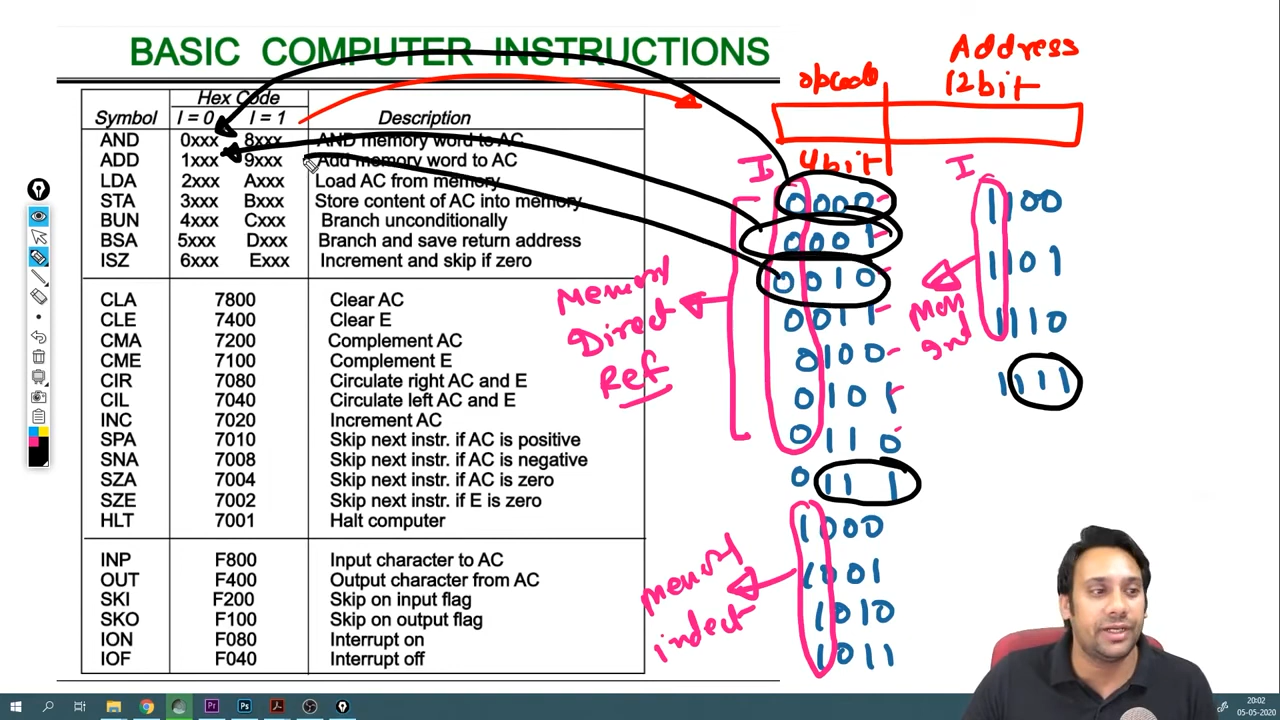 BASIC COMPUTER INSTRUCTIONS
Hex Code
Symbol I = 0 I = 1 Description
AND 0xxx 8xxx AND memory word to AC
ADD 1xxx 9xxx Add memory word to AC
LDA 2xxx Axxx Load AC from memory
STA 3xxx Bxxx Store content of AC into memory
BUN 4xxx Cxxx Branch unconditionally
BSA 5xxx Dxxx Branch and save return address
ISZ 6xxx Exxx Increment and skip if zero
CLA 7800 Clear AC
CLE 7400 Clear E
CMA 7200 Complement AC
CME 7100 Complement E
CIR 7080 Circulate right AC and E
CIL 7040 Circulate left AC and E
INC 7020 Increment AC
SPA 7010 Skip next instr. if AC is positive
SNA 7008 Skip next instr. if AC is negative
SZA 7004 Skip next instr. if AC is zero
SZE 7002 Skip next instr. if E is zero
HLT 7001 Halt computer
INP F800 Input character to AC
OUT F400 Output character from AC
SKI F200 Skip on input flag
SKO F100 Skip on output flag
ION F080 Interrupt on
IOF F040 Interrupt off
opcode
Address
12bit
4bit
I
0000
0001
0010
0011
0100
0101
0110
0111
1000
1001
1010
1011
Memory
Direct
Ref
Memory
indect
I
1100
1101
1110
1111
Mem
20:02
05-05-2020